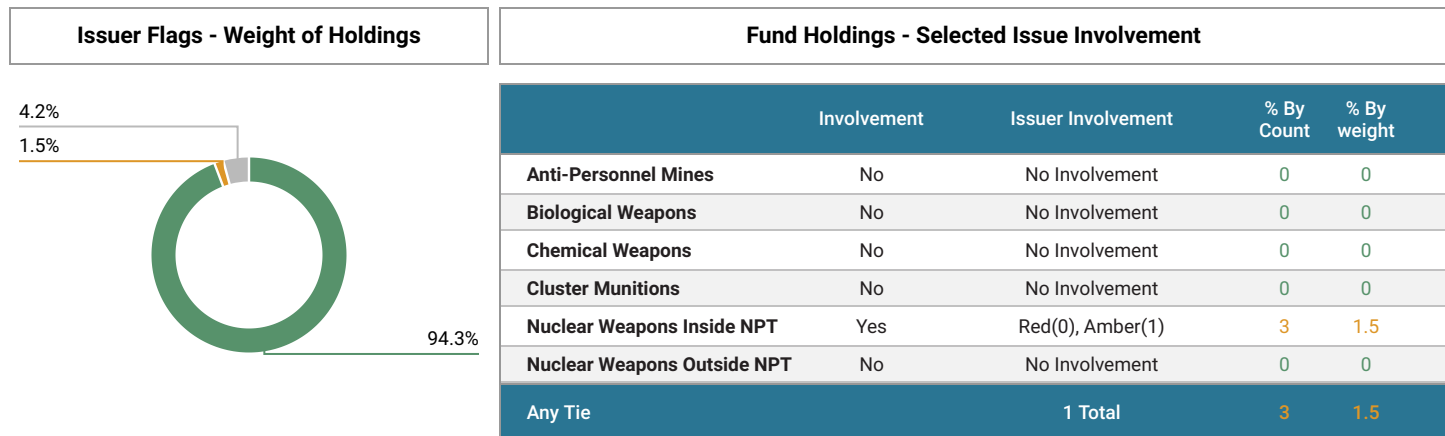 Issuer Flags - Weight of Holdings
4.2%
1.5%
94.3%
Fund Holdings - Selected Issue Involvement
Involvement Issuer Involvement % By Count % By weight
Anti-Personnel Mines No No Involvement 0 0
Biological Weapons No No Involvement 0 0
Chemical Weapons No No Involvement 0 0
Cluster Munitions No No Involvement 0 0
Nuclear Weapons Inside NPT Yes Red(0), Amber(1) 3 1.5
Nuclear Weapons Outside NPT No No Involvement 0 0
Any Tie 1 Total 3 1.5